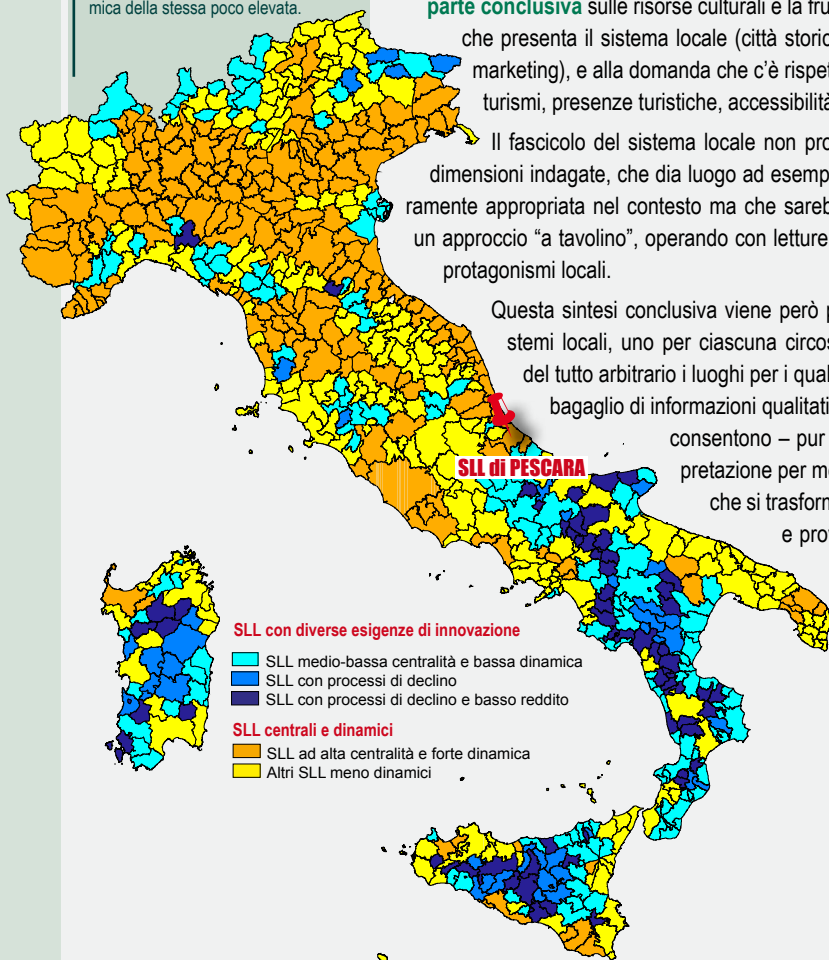 mica della stessa poco elevata.
parte conclusiva sulle risorse culturali e la fru
che presenta il sistema locale (città storic
marketing), e alla domanda che c'è rispet
turismi, presenze turistiche, accessibilità
Il fascicolo del sistema locale non pro
dimensioni indagate, che dia luogo ad esemp
ramente appropriata nel contesto ma che sareb
un approccio “a tavolino”, operando con letture
protagonismi locali.
Questa sintesi conclusiva viene però p
stemi locali, uno per ciascuna circos
del tutto arbitrario i luoghi per i qual
bagaglio di informazioni qualitati
consentono – pur
pretazione per me
che si trasform
e prot
SLL di PESCARA
SLL con diverse esigenze di innovazione
SLL medio-bassa centralità e bassa dinamica
SLL con processi di declino
SLL con processi di declino e basso reddito
SLL centrali e dinamici
SLL ad alta centralità e forte dinamica
Altri SLL meno dinamici